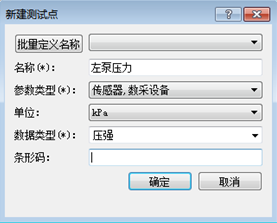 新建测试点
批量定义名称
名称(*): 左泵压力
参数类型(*): 传感器,数采设备
单位: kPa
数据类型(*): 压强
条形码:
确定 取消